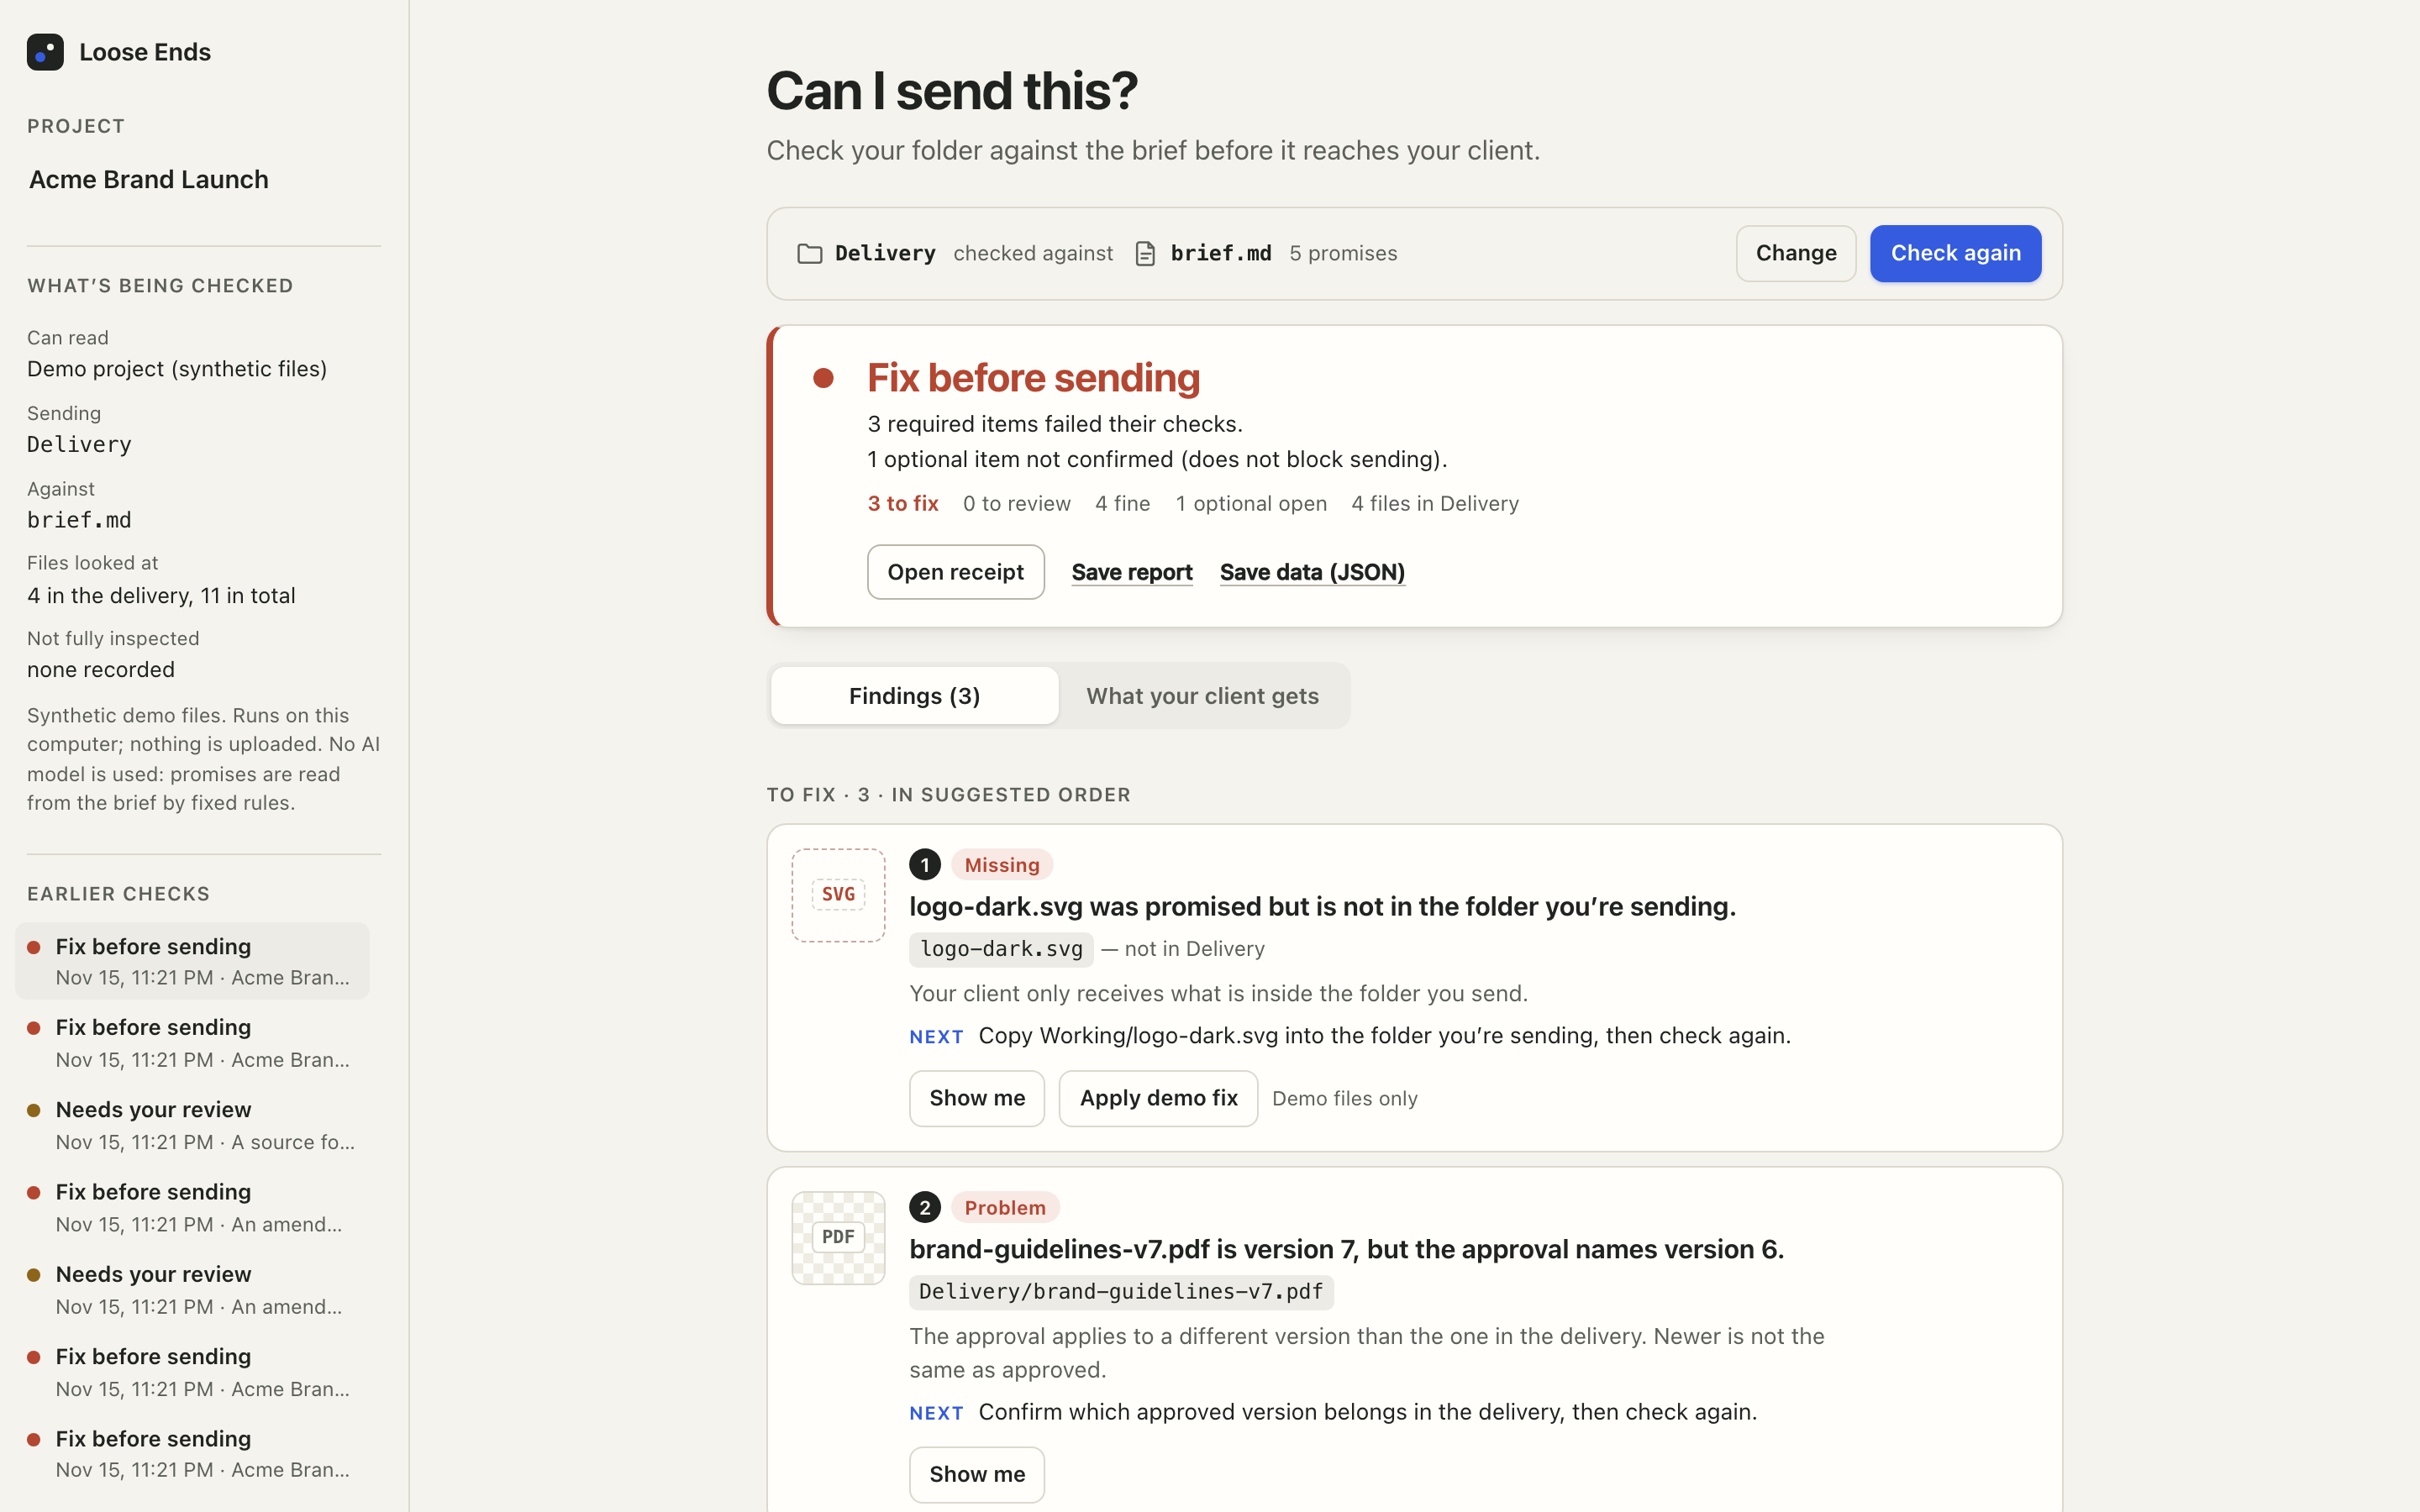 Loose Ends
PROJECT
Acme Brand Launch
WHAT’S BEING CHECKED
Can read
Demo project (synthetic files)
Sending
Delivery
Against
brief.md
Files looked at
4 in the delivery, 11 in total
Not fully inspected
none recorded
Synthetic demo files. Runs on this
computer; nothing is uploaded. No AI
model is used: promises are read
from the brief by fixed rules.
EARLIER CHECKS
Fix before sending
Nov 15, 11:21 PM · Acme Bran...
Fix before sending
Nov 15, 11:21 PM · Acme Bran...
Needs your review
Nov 15, 11:21 PM · A source fo...
Fix before sending
Nov 15, 11:21 PM · An amend...
Needs your review
Nov 15, 11:21 PM · An amend...
Fix before sending
Nov 15, 11:21 PM · Acme Bran...
Fix before sending
Nov 15, 11:21 PM · Acme Bran...
Can I send this?
Check your folder against the brief before it reaches your client.
Delivery checked against brief.md 5 promises Change Check again
Fix before sending
3 required items failed their checks.
1 optional item not confirmed (does not block sending).
3 to fix 0 to review 4 fine 1 optional open 4 files in Delivery
Open receipt Save report Save data (JSON)
Findings (3) What your client gets
TO FIX · 3 · IN SUGGESTED ORDER
SVG
1 Missing
logo-dark.svg was promised but is not in the folder you’re sending.
logo-dark.svg — not in Delivery
Your client only receives what is inside the folder you send.
NEXT Copy Working/logo-dark.svg into the folder you’re sending, then check again.
Show me Apply demo fix Demo files only
PDF
2 Problem
brand-guidelines-v7.pdf is version 7, but the approval names version 6.
Delivery/brand-guidelines-v7.pdf
The approval applies to a different version than the one in the delivery. Newer is not the
same as approved.
NEXT Confirm which approved version belongs in the delivery, then check again.
Show me